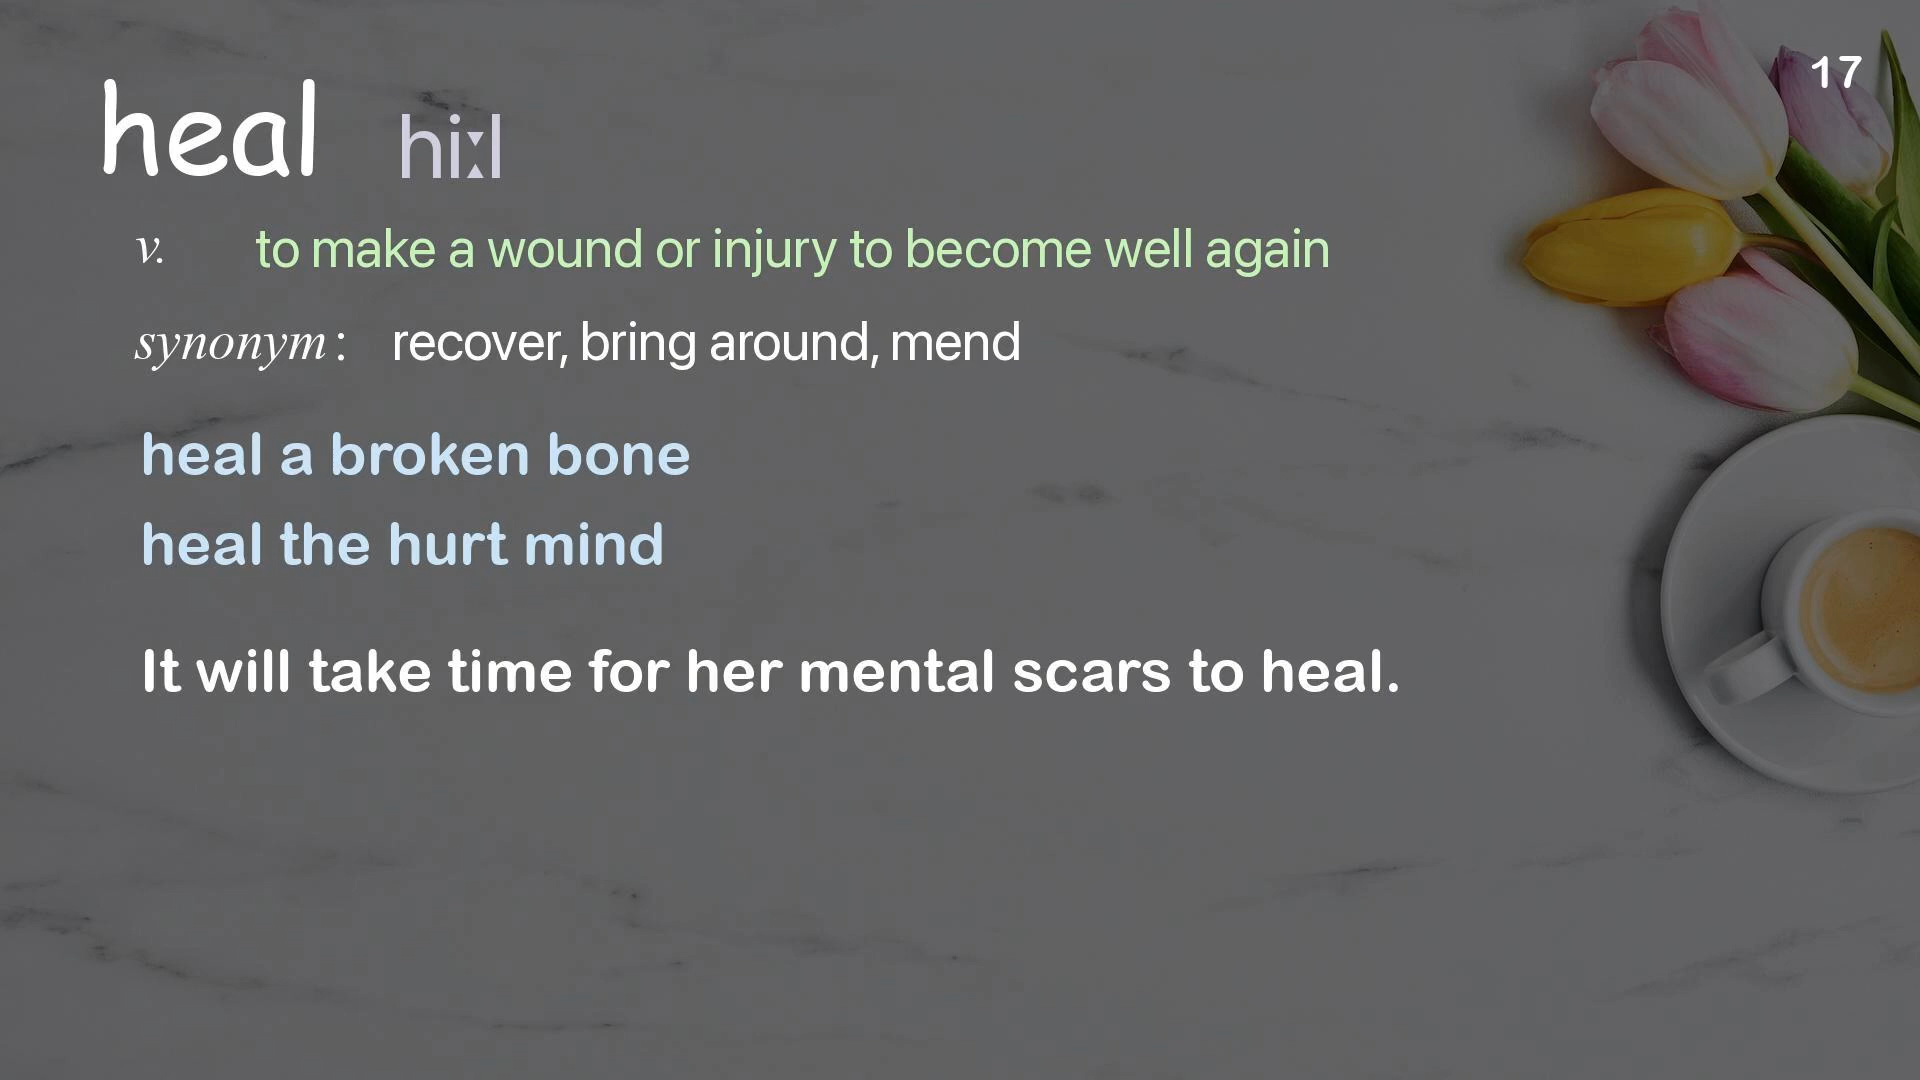 17
heal hiːl
v. to make a wound or injury to become well again
synonym : recover, bring around, mend
heal a broken bone
heal the hurt mind
It will take time for her mental scars to heal.